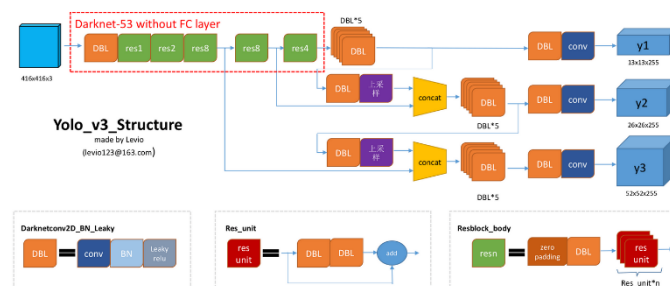 Darknet-53 without FC layer
DBL*5
DBL res1 res2 res8 res8 res4 DBL DBL conv y1
416x416x3
13x13x255
DBL 上采样 concat DBL DBL conv y2
DBL*5
26x26x255
Yolo_v3_Structure
made by Levio
(levio123@163.com)
DBL 上采样 concat DBL DBL conv y3
DBL*5
52x52x255
Darknetconv2D_BN_Leaky
DBL conv BN Leaky relu
Res_unit
res unit DBL DBL add
Resblock_body
resn zero padding DBL res unit
Res_unit*n